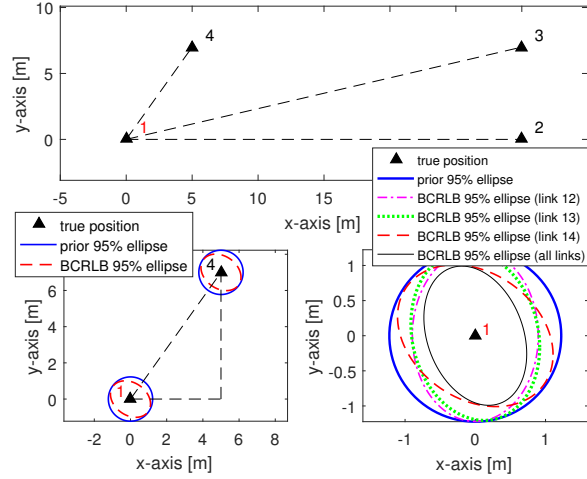 10
5
0
y-axis [m]
4
3
1
2
-5 0 5 10 15
x-axis [m]
true position
prior 95% ellipse
BCRLB 95% ellipse
6
4
2
0
y-axis [m]
4
1
-2 0 2 4 6 8
x-axis [m]
true position
prior 95% ellipse
BCRLB 95% ellipse (link 12)
BCRLB 95% ellipse (link 13)
BCRLB 95% ellipse (link 14)
BCRLB 95% ellipse (all links)
1
0.5
0
-0.5
-1
y-axis [m]
1
-1 0 1
x-axis [m]